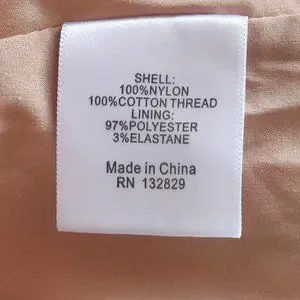 SHELL:
100%NYLON
100%COTTON THREAD
LINING:
97%POLYESTER
3%ELASTANE
Made in China
RN 132829